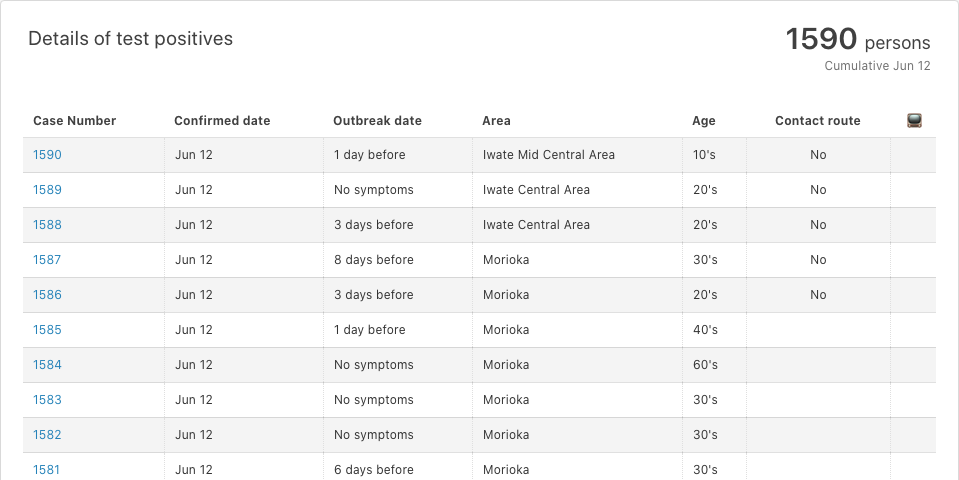 Details of test positives
1590 persons
Cumulative Jun 12
Case Number Confirmed date Outbreak date Area Age Contact route
1590 Jun 12 1 day before Iwate Mid Central Area 10's No
1589 Jun 12 No symptoms Iwate Central Area 20's No
1588 Jun 12 3 days before Iwate Central Area 20's No
1587 Jun 12 8 days before Morioka 30's No
1586 Jun 12 3 days before Morioka 20's No
1585 Jun 12 1 day before Morioka 40's
1584 Jun 12 No symptoms Morioka 60's
1583 Jun 12 No symptoms Morioka 30's
1582 Jun 12 No symptoms Morioka 30's
1581 Jun 12 6 days before Morioka 30's